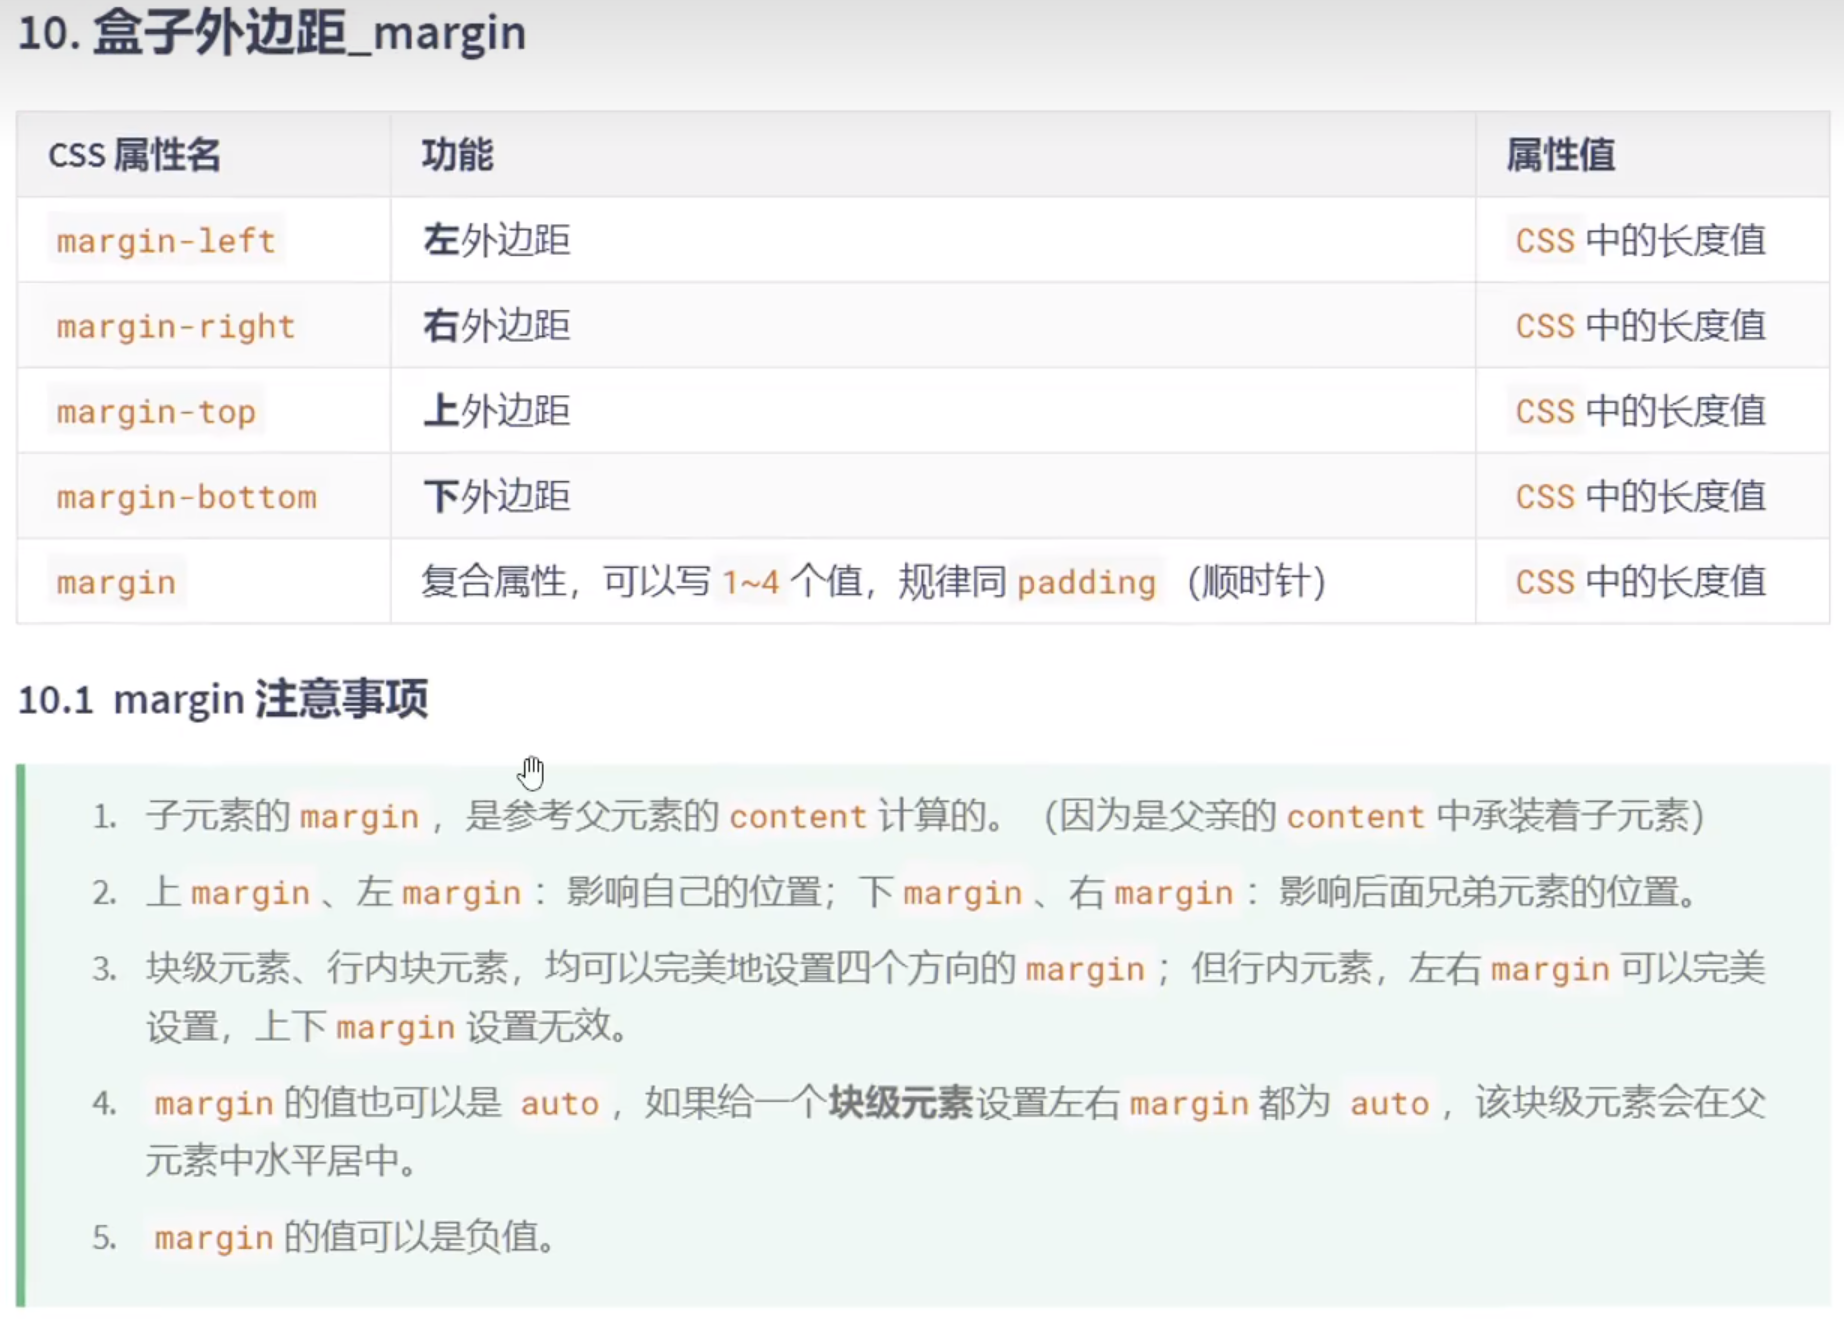 10. 盒子外边距_margin
CSS 属性名 功能 属性值
margin-left 左外边距 CSS 中的长度值
margin-right 右外边距 CSS 中的长度值
margin-top 上外边距 CSS 中的长度值
margin-bottom 下外边距 CSS 中的长度值
margin 复合属性，可以写 1~4 个值，规律同 padding （顺时针） CSS 中的长度值
10.1 margin 注意事项
1. 子元素的 margin ，是参考父元素的 content 计算的。（因为是父亲的 content 中承装着子元素）
2. 上 margin 、左 margin ：影响自己的位置；下 margin 、右 margin ：影响后面兄弟元素的位置。
3. 块级元素、行内块元素，均可以完美地设置四个方向的 margin ；但行内元素，左右 margin 可以完美
设置，上下 margin 设置无效。
4. margin 的值也可以是 auto ，如果给一个块级元素设置左右 margin 都为 auto ，该块级元素会在父
元素中水平居中。
5. margin 的值可以是负值。